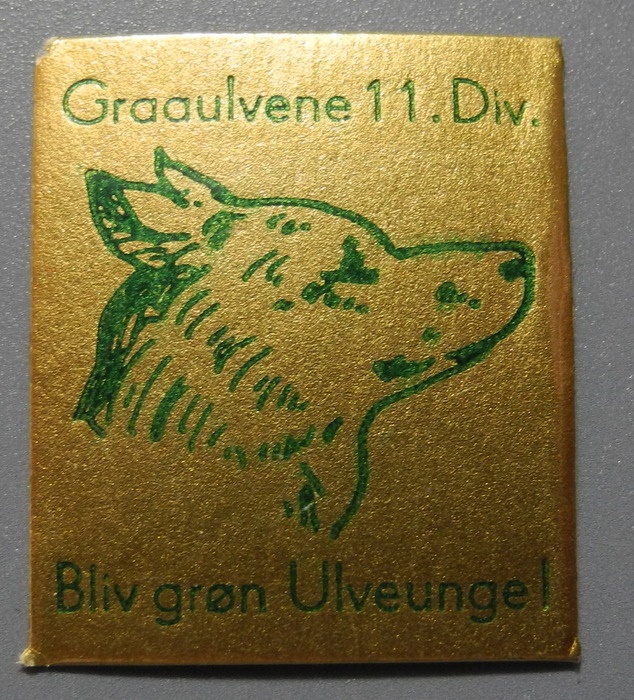 Graaulvene 11. Div.
Bliv grøn Ulveunge!